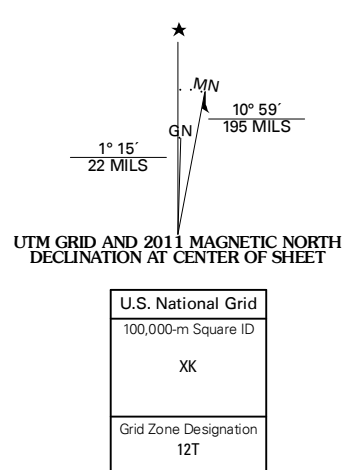 ★
MN
10° 59´
195 MILS
GN
1° 15´
22 MILS
UTM GRID AND 2011 MAGNETIC NORTH
DECLINATION AT CENTER OF SHEET
U.S. National Grid
100,000-m Square ID
XK
Grid Zone Designation
12T